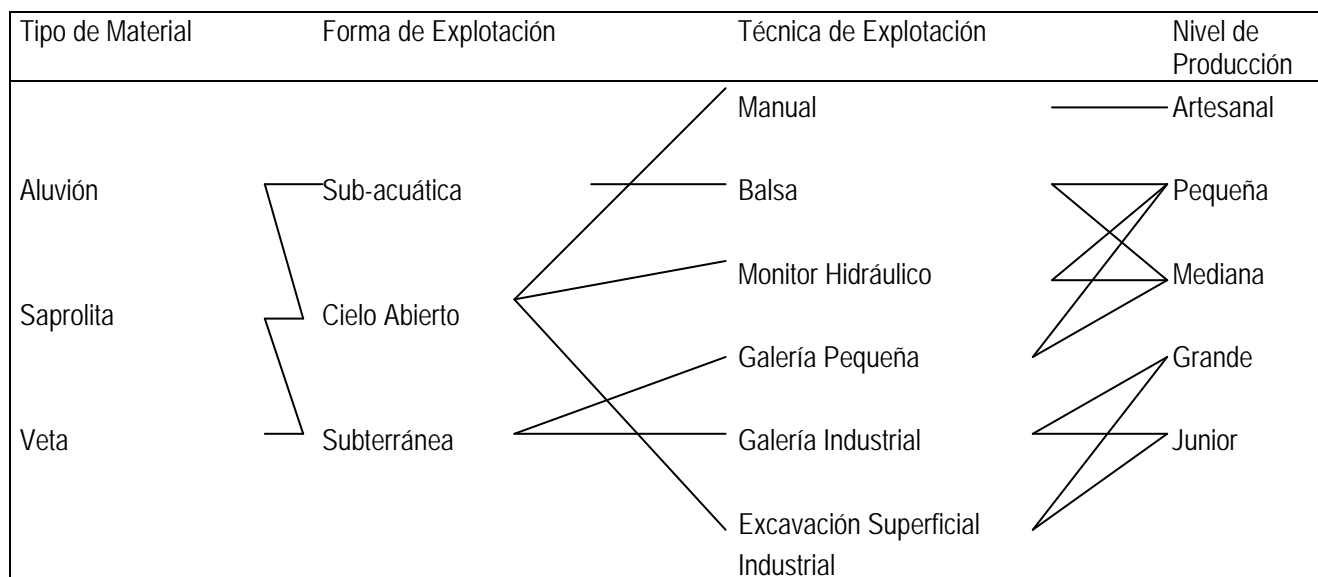 Tipo de Material Forma de Explotación Técnica de Explotación Nivel de
Producción
Manual Artesanal
Aluvión Sub-acuática Balsa Pequeña
Monitor Hidráulico Mediana
Saprolita Cielo Abierto
Galería Pequeña Grande
Veta Subterránea Galería Industrial Junior
Excavación Superficial
Industrial